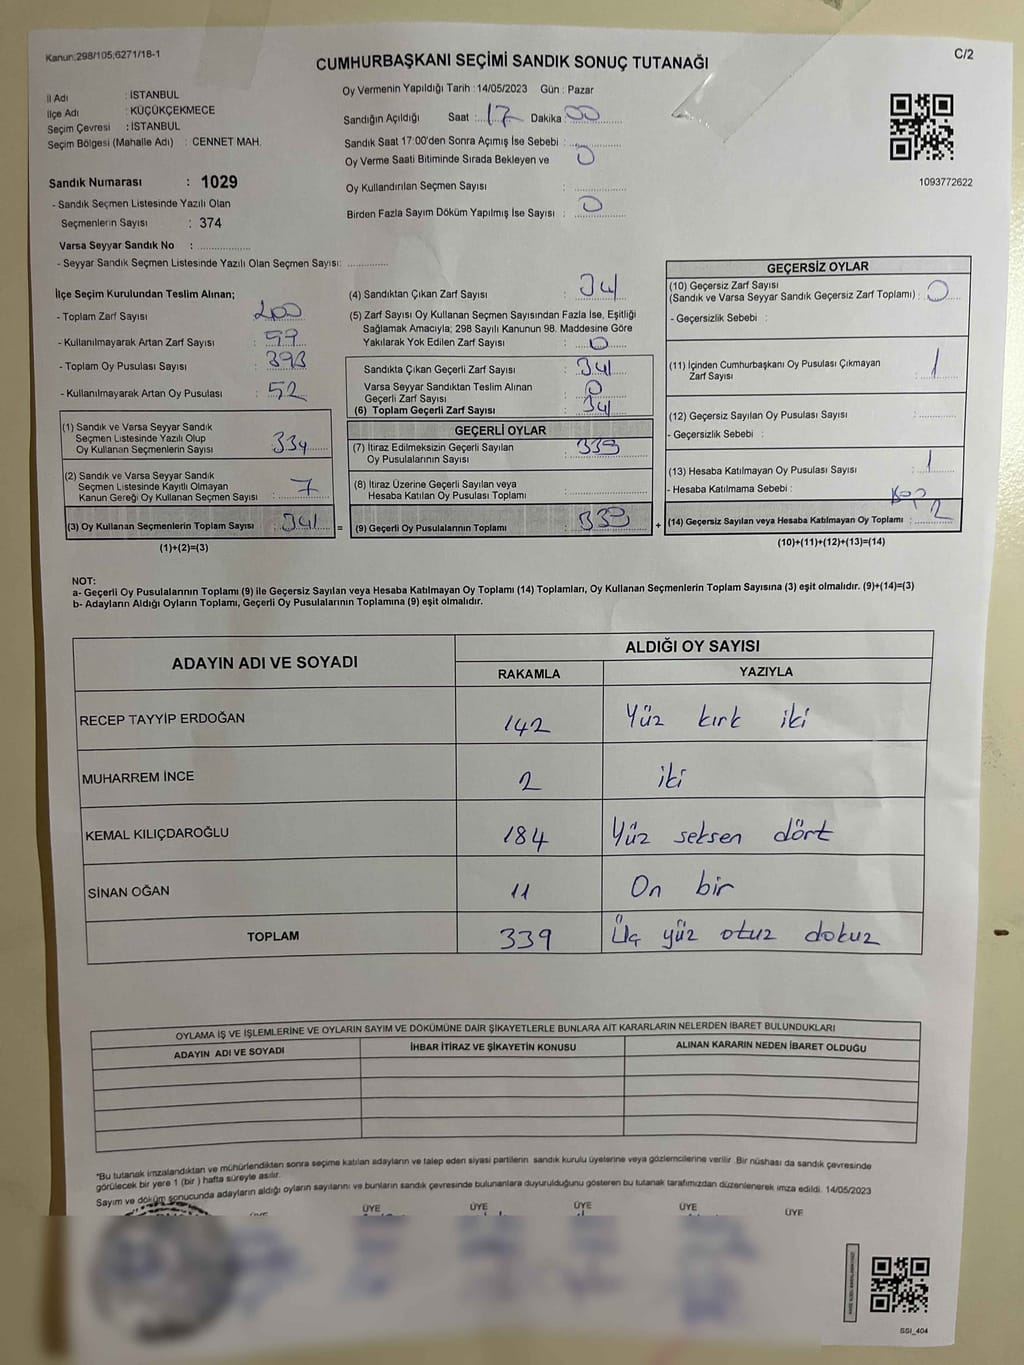 Kanun:298/105,6271/18-1
CUMHURBAŞKANI SEÇİMİ SANDIK SONUÇ TUTANAĞI
C/2
İl Adı : İSTANBUL
İlçe Adı : KÜÇÜKÇEKMECE
Seçim Çevresi : İSTANBUL
Seçim Bölgesi (Mahalle Adı) : CENNET MAH.
Sandık Numarası : 1029
- Sandık Seçmen Listesinde Yazılı Olan
Seçmenlerin Sayısı : 374
Varsa Seyyar Sandık No :
- Seyyar Sandık Seçmen Listesinde Yazılı Olan Seçmen Sayısı:
Oy Vermenin Yapıldığı Tarih : 14/05/2023 Gün : Pazar
Sandığın Açıldığı Saat : 17 Dakika 00
Sandık Saat 17:00'den Sonra Açımış İse Sebebi :
Oy Verme Saati Bitiminde Sırada Bekleyen ve 0
Oy Kullandırılan Seçmen Sayısı :
Birden Fazla Sayım Döküm Yapılmış İse Sayısı : 0
1093772622
İlçe Seçim Kurulundan Teslim Alınan;
- Toplam Zarf Sayısı 400
- Kullanılmayarak Artan Zarf Sayısı : 59
- Toplam Oy Pusulası Sayısı : 393
- Kullanılmayarak Artan Oy Pusulası : 52
(1) Sandık ve Varsa Seyyar Sandık
Seçmen Listesinde Yazılı Olup
Oy Kullanan Seçmenlerin Sayısı : 334
(2) Sandık ve Varsa Seyyar Sandık
Seçmen Listesinde Kayıtlı Olmayan
Kanun Gereği Oy Kullanan Seçmen Sayısı : 7
(3) Oy Kullanan Seçmenlerin Toplam Sayısı : 341 =
(1)+(2)=(3)
(4) Sandıktan Çıkan Zarf Sayısı : 341
(5) Zarf Sayısı Oy Kullanan Seçmen Sayısından Fazla İse, Eşitliği
Sağlamak Amacıyla; 298 Sayılı Kanunun 98. Maddesine Göre
Yakılarak Yok Edilen Zarf Sayısı : 0
Sandıkta Çıkan Geçerli Zarf Sayısı : 341
Varsa Seyyar Sandıktan Teslim Alınan
Geçerli Zarf Sayısı : 0
(6) Toplam Geçerli Zarf Sayısı : 341
GEÇERLİ OYLAR
(7) İtiraz Edilmeksizin Geçerli Sayılan
Oy Pusulalarının Sayısı : 339
(8) İtiraz Üzerine Geçerli Sayılan veya
Hesaba Katılan Oy Pusulası Toplamı :
(9) Geçerli Oy Pusulalarının Toplamı : 339 +
GEÇERSİZ OYLAR
(10) Geçersiz Zarf Sayısı
(Sandık ve Varsa Seyyar Sandık Geçersiz Zarf Toplamı) : 0
- Geçersizlik Sebebi :
(11) İçinden Cumhurbaşkanı Oy Pusulası Çıkmayan
Zarf Sayısı : 1
(12) Geçersiz Sayılan Oy Pusulası Sayısı :
- Geçersizlik Sebebi :
(13) Hesaba Katılmayan Oy Pusulası Sayısı : 1
- Hesaba Katılmama Sebebi :
(14) Geçersiz Sayılan veya Hesaba Katılmayan Oy Toplamı : 2
(10)+(11)+(12)+(13)=(14)
NOT:
a- Geçerli Oy Pusulalarının Toplamı (9) ile Geçersiz Sayılan veya Hesaba Katılmayan Oy Toplamı (14) Toplamları, Oy Kullanan Seçmenlerin Toplam Sayısına (3) eşit olmalıdır. (9)+(14)=(3)
b- Adayların Aldığı Oyların Toplamı, Geçerli Oy Pusulalarının Toplamına (9) eşit olmalıdır.
ADAYIN ADI VE SOYADI
ALDIĞI OY SAYISI
RAKAMLA YAZIYLA
RECEP TAYYİP ERDOĞAN 142 Yüz kırk iki
MUHARREM İNCE 2 iki
KEMAL KILIÇDAROĞLU 184 Yüz seksen dört
SİNAN OĞAN 11 On bir
TOPLAM 339 Üç yüz otuz dokuz
OYLAMA İŞ VE İŞLEMLERİNE VE OYLARIN SAYIM VE DÖKÜMÜNE DAİR ŞİKAYETLERLE BUNLARA AİT KARARLARIN NELERDEN İBARET BULUNDUKLARI
ADAYIN ADI VE SOYADI İHBAR İTİRAZ VE ŞİKAYETİN KONUSU ALINAN KARARIN NEDEN İBARET OLDUĞU
*Bu tutanak imzalandıktan ve mühürlendikten sonra seçime katılan adayların ve talep eden siyasi partilerin sandık kurulu üyelerine veya gözlemcilerine verilir. Bir nüshası da sandık çevresinde
görülecek bir yere 1 (bir) hafta süreyle asılır.
Sayım ve döküm sonucunda adayların aldığı oyların sayılarını ve bunların sandık çevresinde bulunanlara duyurulduğunu gösteren bu tutanak tarafımızdan düzenlenerek imza edildi. 14/05/2023
ÜYE ÜYE ÜYE ÜYE ÜYE
SSI_404